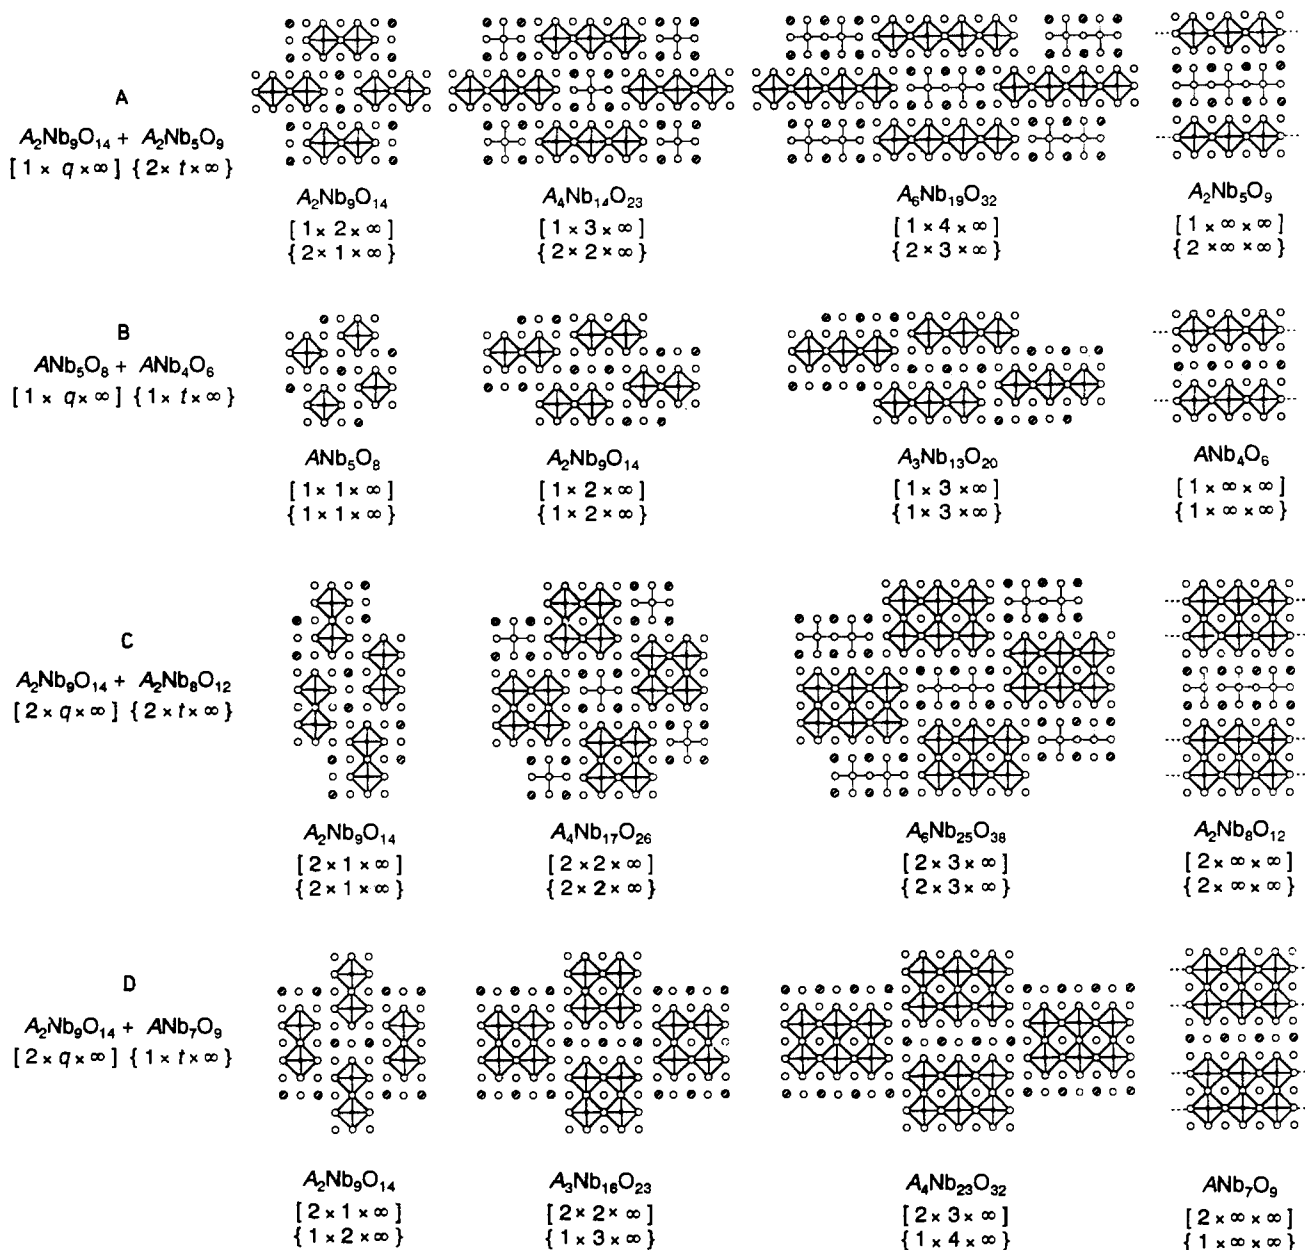 A
A₂Nb₉O₁₄ + A₂Nb₅O₉
[1 × q × ∞] {2 × t × ∞}
A₂Nb₉O₁₄
[1 × 2 × ∞]
{2 × 1 × ∞}
A₄Nb₁₄O₂₃
[1 × 3 × ∞]
{2 × 2 × ∞}
A₆Nb₁₉O₃₂
[1 × 4 × ∞]
{2 × 3 × ∞}
A₂Nb₅O₉
[1 × ∞ × ∞]
{2 × ∞ × ∞}
B
ANb₅O₈ + ANb₄O₆
[1 × q × ∞] {1 × t × ∞}
ANb₅O₈
[1 × 1 × ∞]
{1 × 1 × ∞}
A₂Nb₉O₁₄
[1 × 2 × ∞]
{1 × 2 × ∞}
A₃Nb₁₃O₂₀
[1 × 3 × ∞]
{1 × 3 × ∞}
ANb₄O₆
[1 × ∞ × ∞]
{1 × ∞ × ∞}
C
A₂Nb₉O₁₄ + A₂Nb₈O₁₂
[2 × q × ∞] {2 × t × ∞}
A₂Nb₉O₁₄
[2 × 1 × ∞]
{2 × 1 × ∞}
A₄Nb₁₇O₂₆
[2 × 2 × ∞]
{2 × 2 × ∞}
A₆Nb₂₅O₃₈
[2 × 3 × ∞]
{2 × 3 × ∞}
A₂Nb₈O₁₂
[2 × ∞ × ∞]
{2 × ∞ × ∞}
D
A₂Nb₉O₁₄ + ANb₇O₉
[2 × q × ∞] {1 × t × ∞}
A₂Nb₉O₁₄
[2 × 1 × ∞]
{1 × 2 × ∞}
A₃Nb₁₆O₂₃
[2 × 2 × ∞]
{1 × 3 × ∞}
A₄Nb₂₃O₃₂
[2 × 3 × ∞]
{1 × 4 × ∞}
ANb₇O₉
[2 × ∞ × ∞]
{1 × ∞ × ∞}